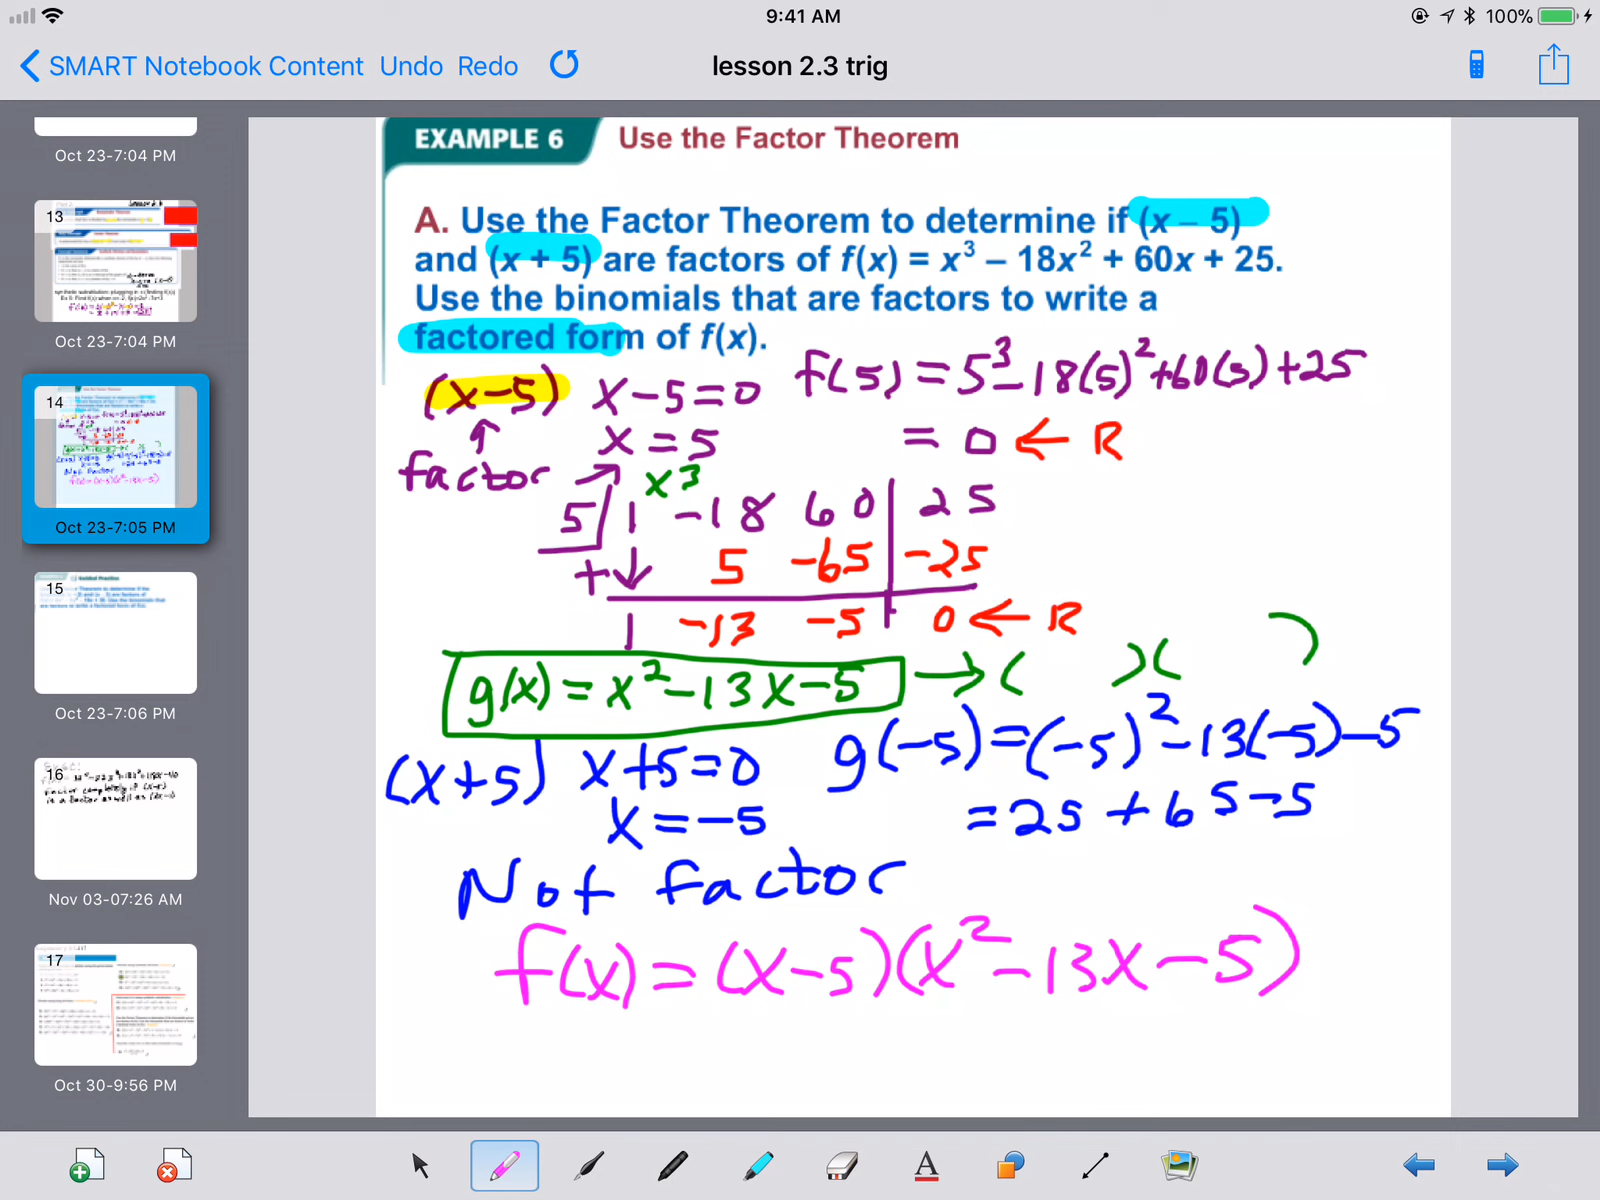 9:41 AM
100%
SMART Notebook Content Undo Redo
lesson 2.3 trig
Oct 23-7:04 PM
13
Oct 23-7:04 PM
14
Oct 23-7:05 PM
15
Oct 23-7:06 PM
16
Nov 03-07:26 AM
17
Oct 30-9:56 PM
EXAMPLE 6 Use the Factor Theorem
A. Use the Factor Theorem to determine if (x – 5)
and (x + 5) are factors of f(x) = x³ – 18x² + 60x + 25.
Use the binomials that are factors to write a
factored form of f(x).
(x-5) x-5=0 f(5) = 5³-18(5)²+60(5)+25
↑ x=5 = 0 ← R
factor
x³
5 1 -18 60 25
+↓ 5 -65 -25
1 -13 -5 0 ← R
g(x) = x²-13x-5 → ( )( )
(x+5) x+5=0 g(-5)=(-5)²-13(-5)-5
x=-5 =25+65-5
Not factor
f(x)=(x-5)(x²-13x-5)
A